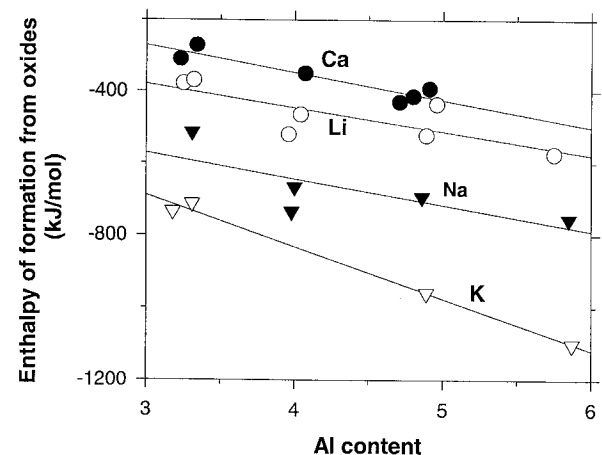 Enthalpy of formation from oxides
(kJ/mol)
-400
-800
-1200
Ca
Li
Na
K
3
4
5
6
Al content